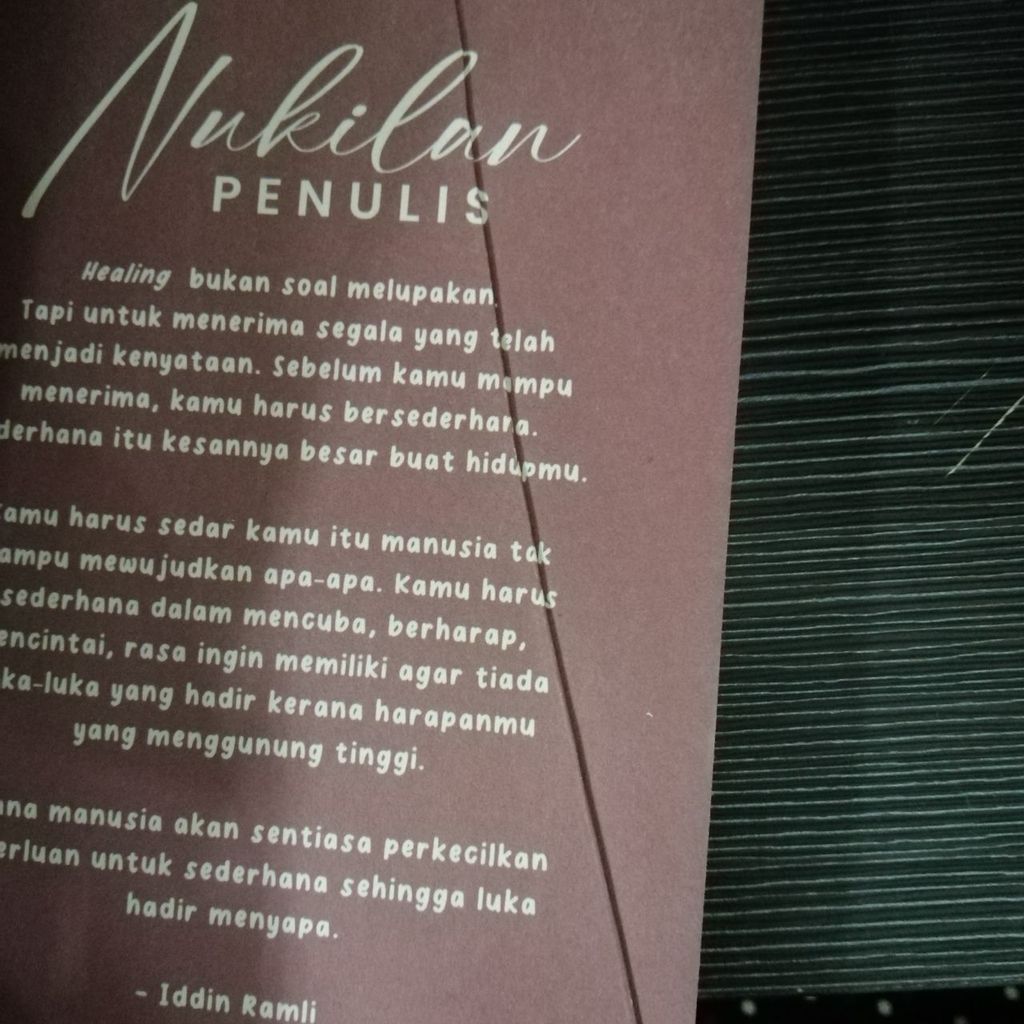 Nukilan
PENULIS
Healing bukan soal melupakan.
Tapi untuk menerima segala yang telah
menjadi kenyataan. Sebelum kamu mampu
menerima, kamu harus bersederhana.
derhana itu kesannya besar buat hidupmu.
amu harus sedar kamu itu manusia tak
ampu mewujudkan apa-apa. Kamu harus
sederhana dalam mencuba, berharap,
encintai, rasa ingin memiliki agar tiada
ka-luka yang hadir kerana harapanmu
yang menggunung tinggi.
na manusia akan sentiasa perkecilkan
erluan untuk sederhana sehingga luka
hadir menyapa.
- Iddin Ramli